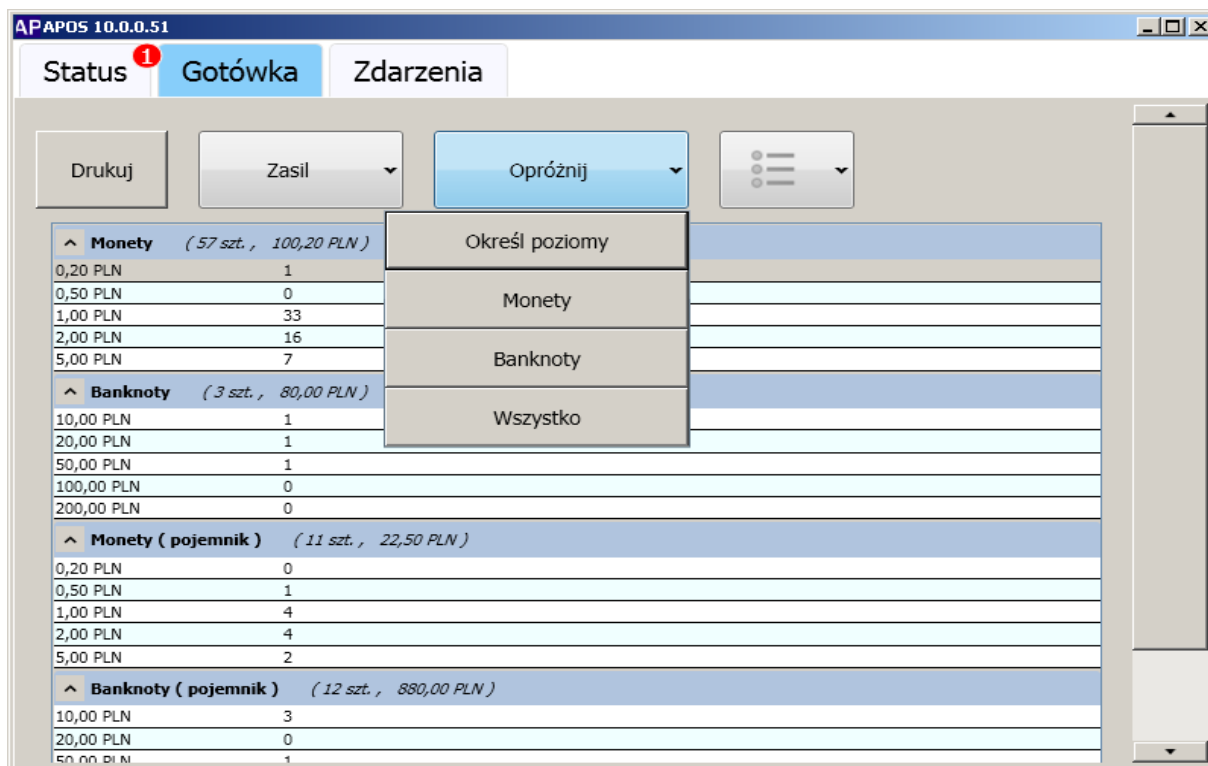 AP APOS 10.0.0.51
Status 1 Gotówka Zdarzenia
Drukuj Zasil Opróżnij
Określ poziomy
Monety
Banknoty
Wszystko
Monety ( 57 szt. , 100,20 PLN )
0,20 PLN 1
0,50 PLN 0
1,00 PLN 33
2,00 PLN 16
5,00 PLN 7
Banknoty ( 3 szt. , 80,00 PLN )
10,00 PLN 1
20,00 PLN 1
50,00 PLN 1
100,00 PLN 0
200,00 PLN 0
Monety ( pojemnik ) ( 11 szt. , 22,50 PLN )
0,20 PLN 0
0,50 PLN 1
1,00 PLN 4
2,00 PLN 4
5,00 PLN 2
Banknoty ( pojemnik ) ( 12 szt. , 880,00 PLN )
10,00 PLN 3
20,00 PLN 0
50,00 PLN 1